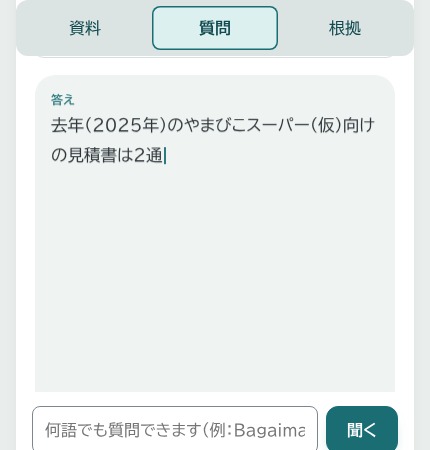 資料
質問
根拠
答え
去年(2025年)のやまびこスーパー(仮)向け
の見積書は2通
何語でも質問できます(例:Bagaima
聞く